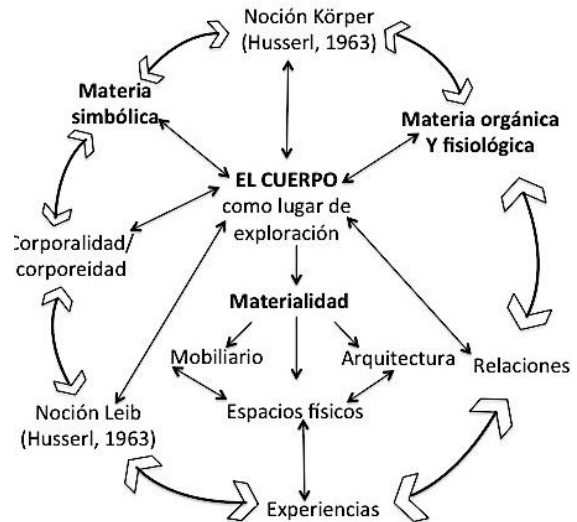 Noción Körper
(Husserl, 1963)
Materia
simbólica
Materia orgánica
Y fisiológica
EL CUERPO
como lugar de
exploración
Corporalidad/
corporeidad
Materialidad
Mobiliario
Arquitectura
Relaciones
Noción Leib
(Husserl, 1963)
Espacios físicos
Experiencias